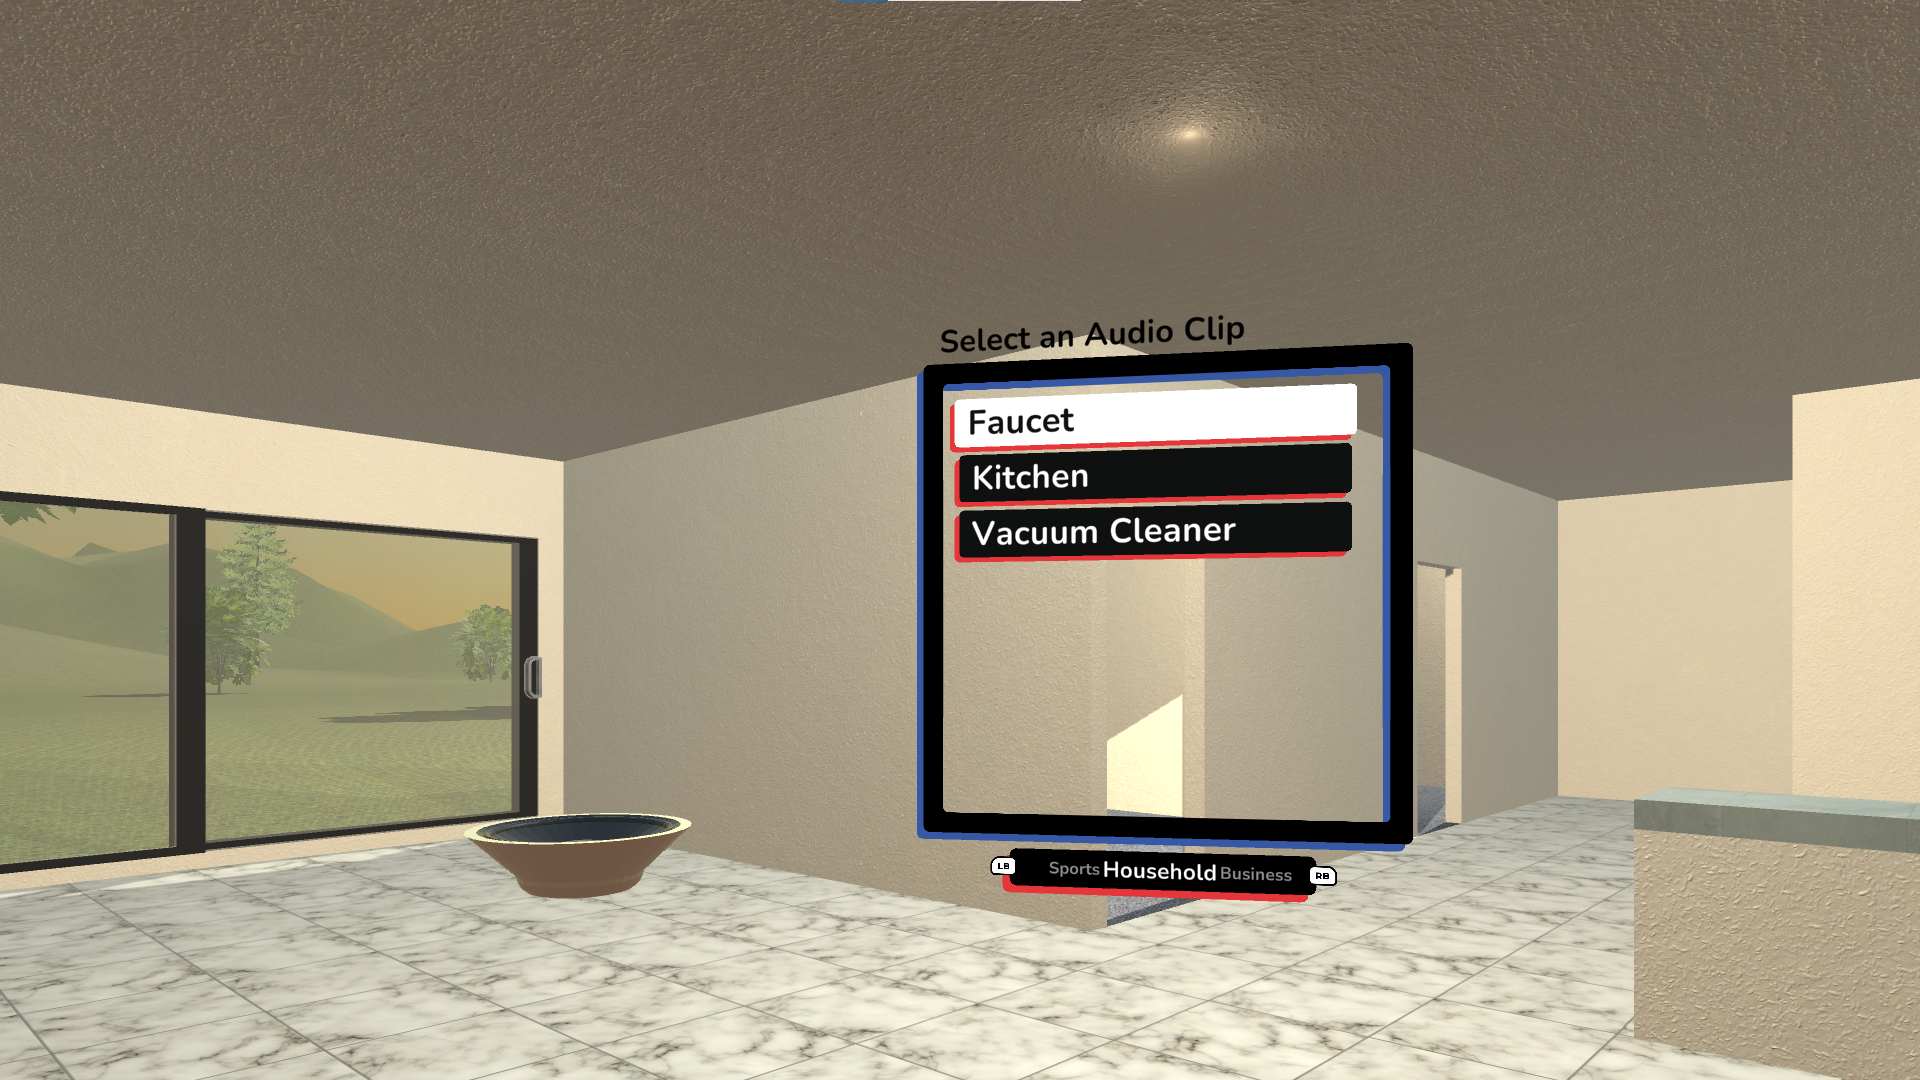 Select an Audio Clip
Faucet
Kitchen
Vacuum Cleaner
LB Sports Household Business RB